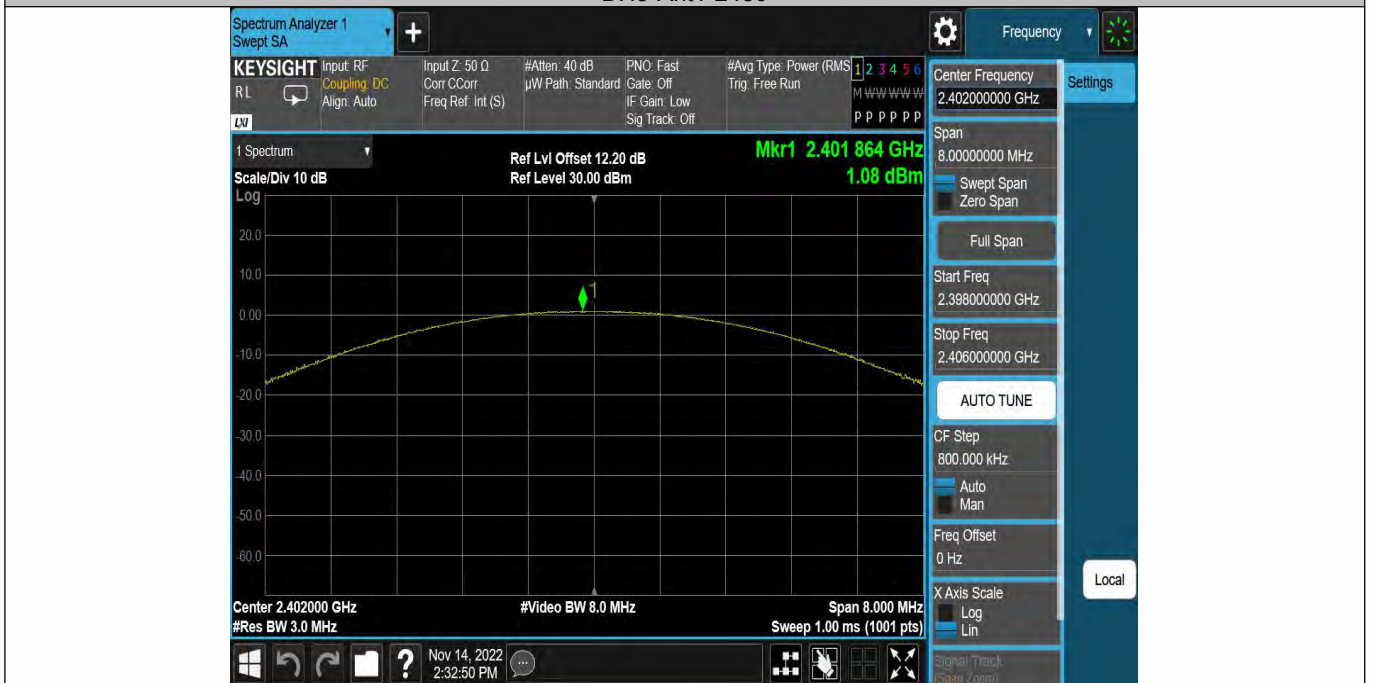 Spectrum Analyzer 1
Swept SA
+
Frequency
KEYSIGHT
RL
LXI
Input: RF
Coupling: DC
Align: Auto
Input Z: 50 Ω
Corr CCorr
Freq Ref: Int (S)
#Atten: 40 dB
µW Path: Standard
PNO: Fast
Gate: Off
IF Gain: Low
Sig Track: Off
#Avg Type: Power (RMS
Trig: Free Run
1 2 3 4 5 6
M W W W W W
P P P P P P
Center Frequency
2.402000000 GHz
Settings
1 Spectrum
Scale/Div 10 dB
Ref Lvl Offset 12.20 dB
Ref Level 30.00 dBm
Mkr1 2.401 864 GHz
1.08 dBm
Log
20.0
10.0
0.00
-10.0
-20.0
-30.0
-40.0
-50.0
-60.0
1
Center 2.402000 GHz
#Res BW 3.0 MHz
#Video BW 8.0 MHz
Span 8.000 MHz
Sweep 1.00 ms (1001 pts)
Span
8.00000000 MHz
Swept Span
Zero Span
Full Span
Start Freq
2.398000000 GHz
Stop Freq
2.406000000 GHz
AUTO TUNE
CF Step
800.000 kHz
Auto
Man
Freq Offset
0 Hz
X Axis Scale
Log
Lin
Signal Track
(Span Zoom)
Local
?
Nov 14, 2022
2:32:50 PM